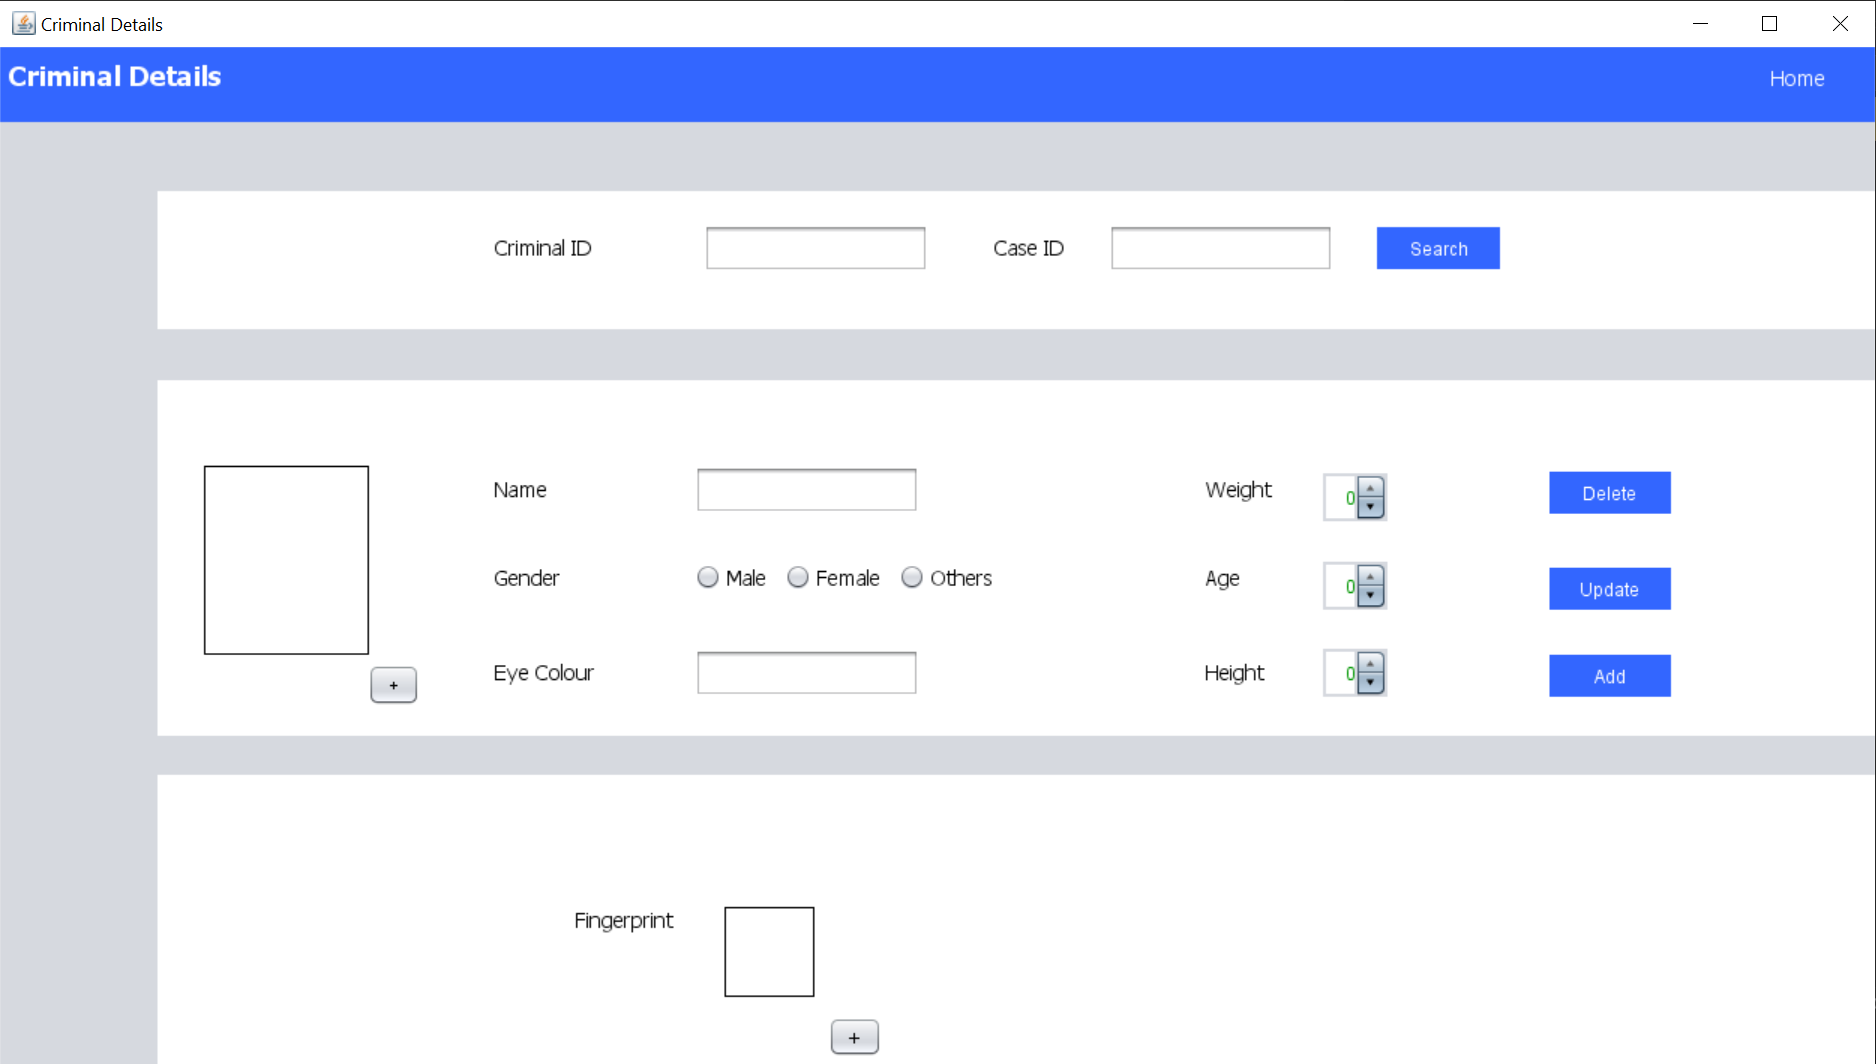 Criminal Details
Criminal Details Home
Criminal ID Case ID Search
Name Weight 0 Delete
Gender Male Female Others Age 0 Update
Eye Colour Height 0 Add
+
Fingerprint
+